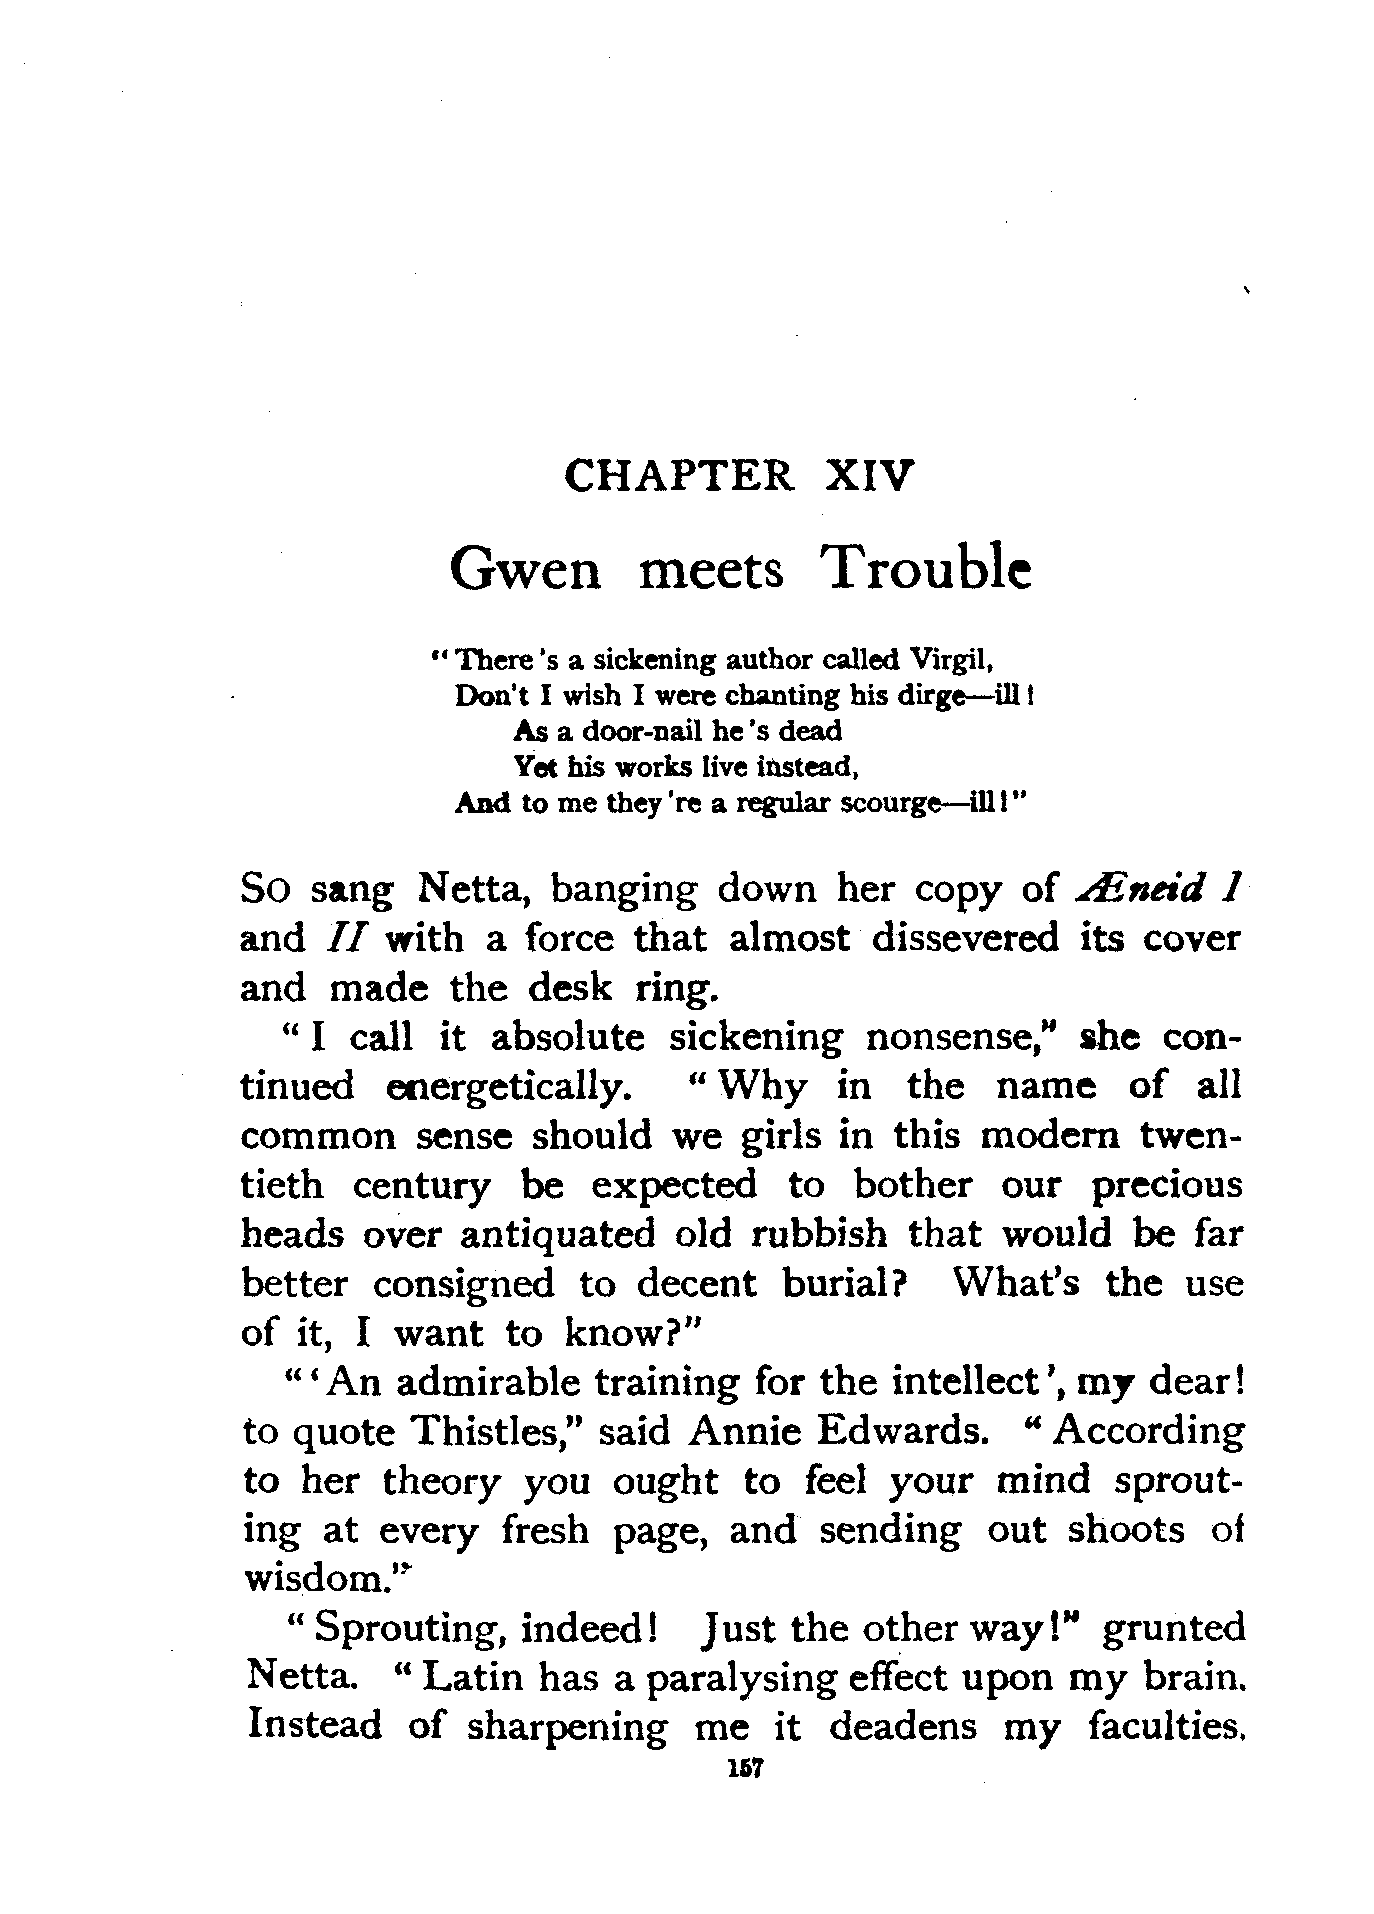 CHAPTER XIV
Gwen meets Trouble
"There's a sickening author called Virgil,
Don't I wish I were chanting his dirge—ill!
As a door-nail he's dead
Yet his works live instead,
And to me they're a regular scourge—ill!"
So sang Netta, banging down her copy of Æneid I
and II with a force that almost dissevered its cover
and made the desk ring.
"I call it absolute sickening nonsense," she con-
tinued energetically. "Why in the name of all
common sense should we girls in this modern twen-
tieth century be expected to bother our precious
heads over antiquated old rubbish that would be far
better consigned to decent burial? What's the use
of it, I want to know?"
"'An admirable training for the intellect', my dear!
to quote Thistles," said Annie Edwards. "According
to her theory you ought to feel your mind sprout-
ing at every fresh page, and sending out shoots of
wisdom."
"Sprouting, indeed! Just the other way!" grunted
Netta. "Latin has a paralysing effect upon my brain.
Instead of sharpening me it deadens my faculties.
157